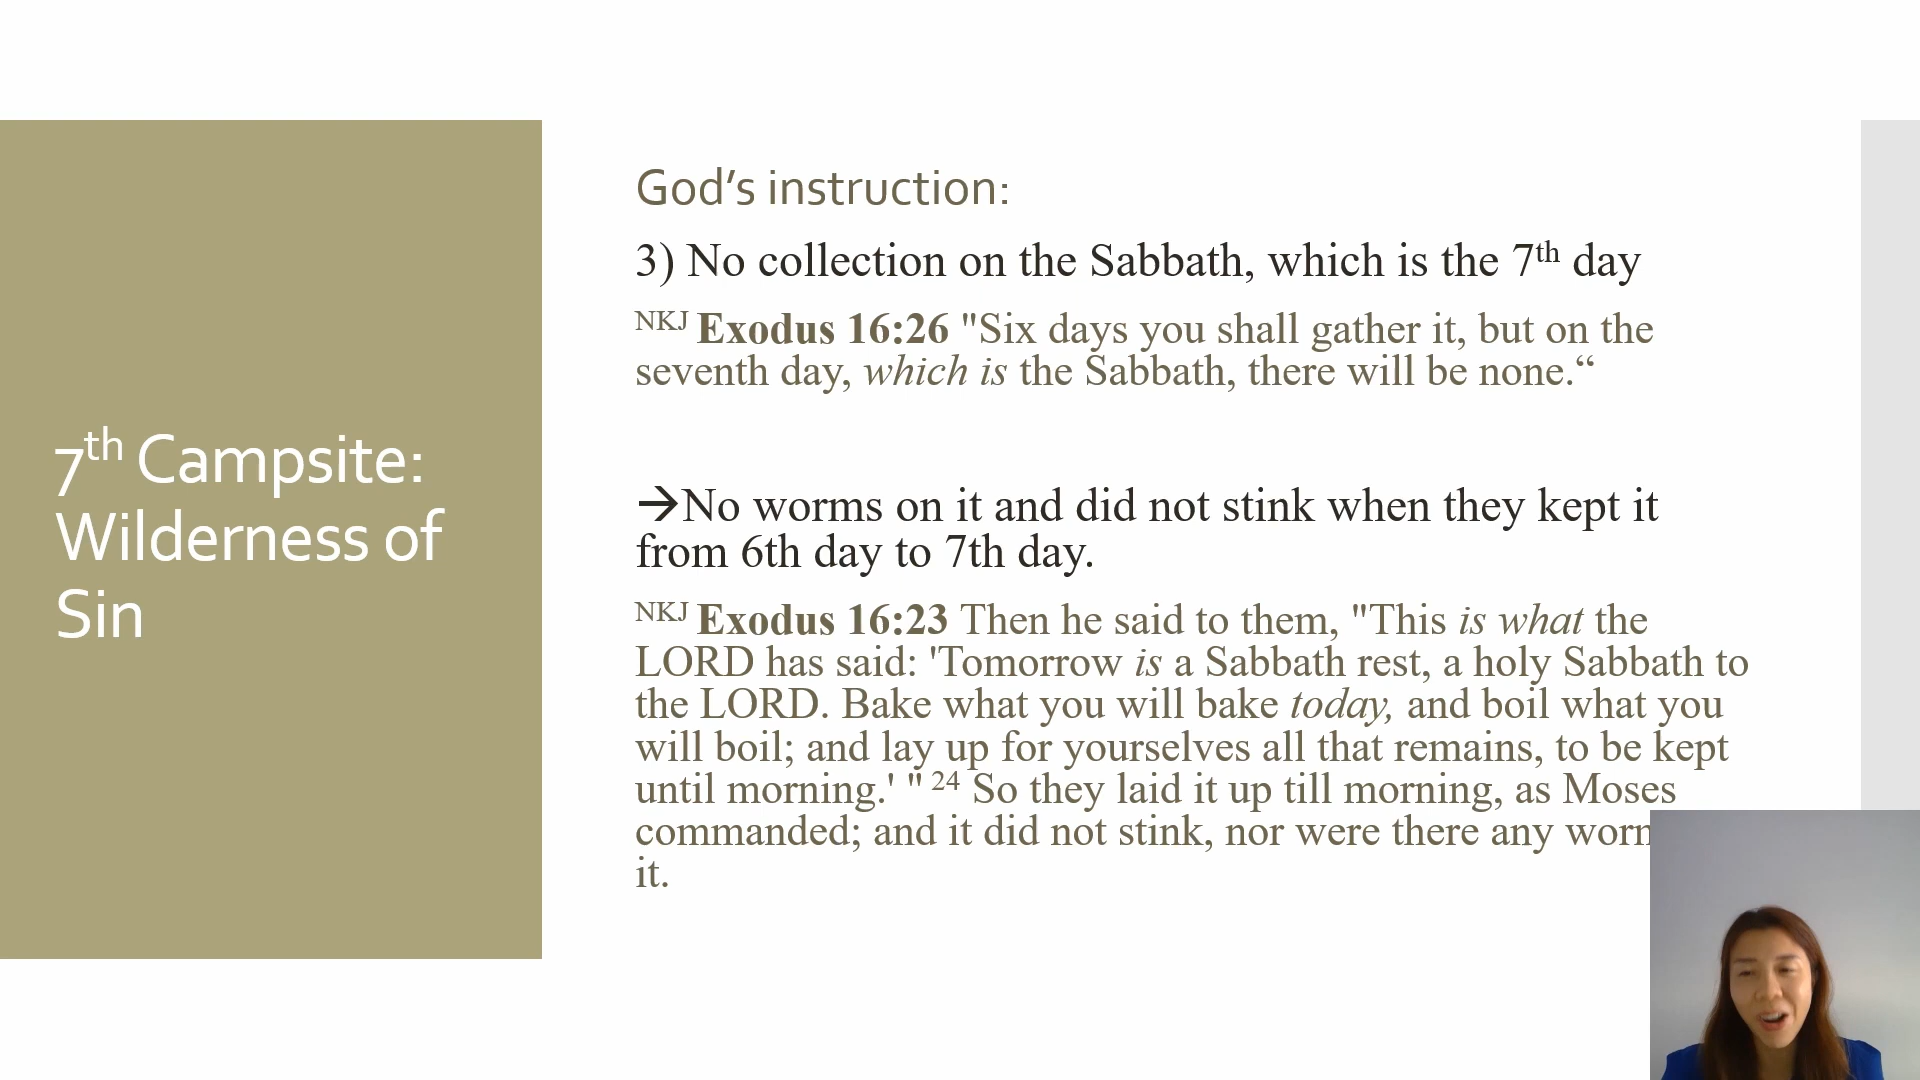 7th Campsite:
Wilderness of
Sin
God’s instruction:
3) No collection on the Sabbath, which is the 7th day
NKJ Exodus 16:26 "Six days you shall gather it, but on the
seventh day, which is the Sabbath, there will be none.“
→No worms on it and did not stink when they kept it
from 6th day to 7th day.
NKJ Exodus 16:23 Then he said to them, "This is what the
LORD has said: 'Tomorrow is a Sabbath rest, a holy Sabbath to
the LORD. Bake what you will bake today, and boil what you
will boil; and lay up for yourselves all that remains, to be kept
until morning.' " 24 So they laid it up till morning, as Moses
commanded; and it did not stink, nor were there any
it.